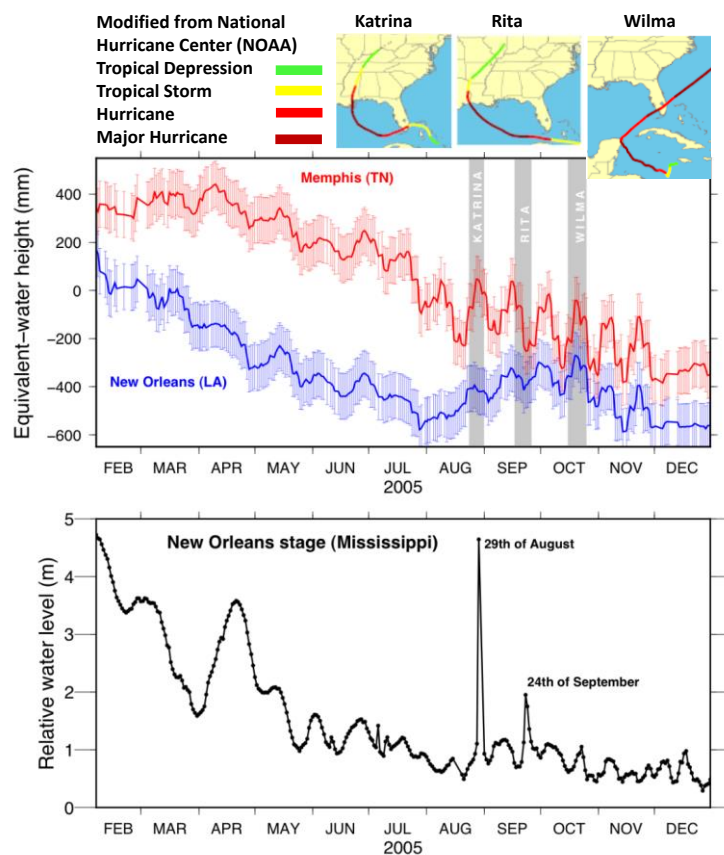 Modified from National
Hurricane Center (NOAA)
Tropical Depression
Tropical Storm
Hurricane
Major Hurricane
Katrina
Rita
Wilma
Equivalent−water height (mm)
400
200
0
−200
−400
−600
Memphis (TN)
New Orleans (LA)
KATRINA
RITA
WILMA
FEB MAR APR MAY JUN JUL AUG SEP OCT NOV DEC
2005
Relative water level (m)
5
4
3
2
1
0
New Orleans stage (Mississippi)
29th of August
24th of September
FEB MAR APR MAY JUN JUL AUG SEP OCT NOV DEC
2005